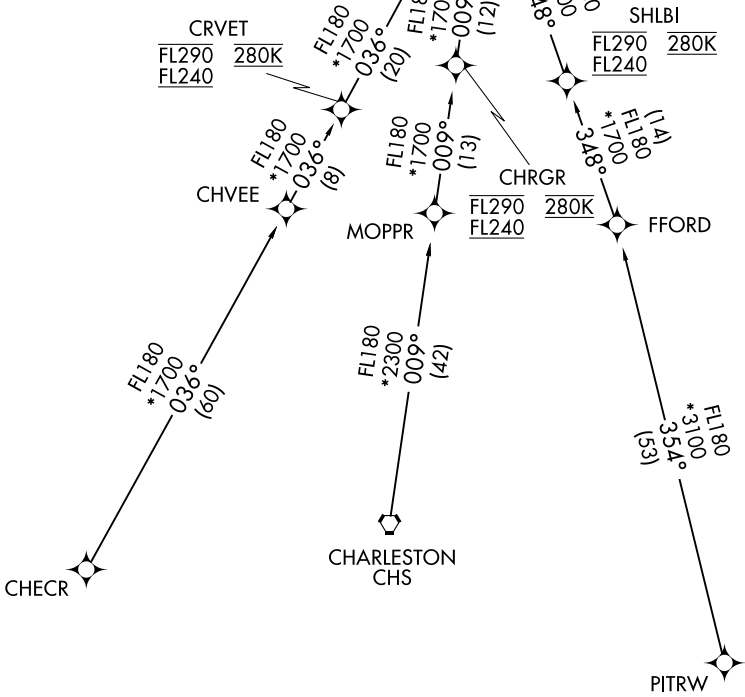 CRVET
FL290 280K
FL240
SHLBI
FL290 280K
FL240
FL180
*1700
036°
(20)
009°
(12)
FL180
*1700
036°
(8)
CHVEE
FL180
*1700
009°
(13)
CHRGR
FL290 280K
FL240
MOPPR
(14)
FL180
*1700
348°
FFORD
FL180
*1700
036°
(60)
FL180
*2300
009°
(42)
FL180
*3100
354°
(53)
CHECR
CHARLESTON
CHS